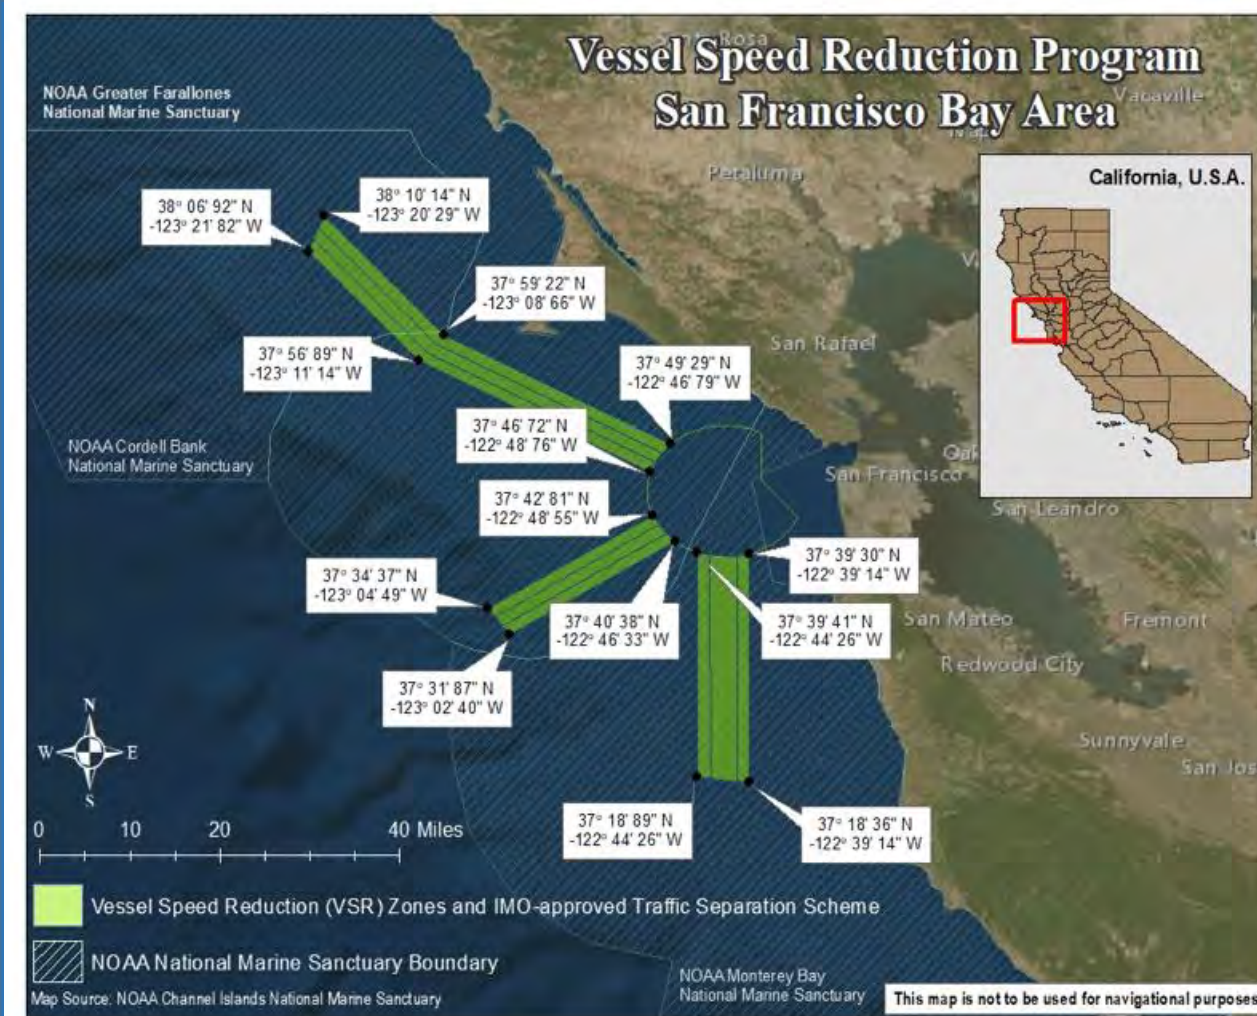 Vessel Speed Reduction Program
San Francisco Bay Area
Santa Rosa
Vacaville
NOAA Greater Farallones
National Marine Sanctuary
Petaluma
California, U.S.A.
38° 06' 92" N
-123° 21' 82" W
38° 10' 14" N
-123° 20' 29" W
37° 59' 22" N
-123° 08' 66" W
37° 56' 89" N
-123° 11' 14" W
San Rafael
37° 49' 29" N
-122° 46' 79" W
37° 46' 72" N
-122° 48' 76" W
NOAA Cordell Bank
National Marine Sanctuary
San Francisco
San Leandro
37° 42' 81" N
-122° 48' 55" W
37° 39' 30" N
-122° 39' 14" W
37° 34' 37" N
-123° 04' 49" W
37° 40' 38" N
-122° 46' 33" W
37° 39' 41" N
-122° 44' 26" W
San Mateo
Fremont
Redwood City
37° 31' 87" N
-123° 02' 40" W
N
W
E
S
Sunnyvale
San Jos
37° 18' 89" N
-122° 44' 26" W
37° 18' 36" N
-122° 39' 14" W
0 10 20 40 Miles
Vessel Speed Reduction (VSR) Zones and IMO-approved Traffic Separation Scheme
NOAA National Marine Sanctuary Boundary
NOAA Monterey Bay
National Marine Sanctuary
Map Source: NOAA Channel Islands National Marine Sanctuary
This map is not to be used for navigational purposes